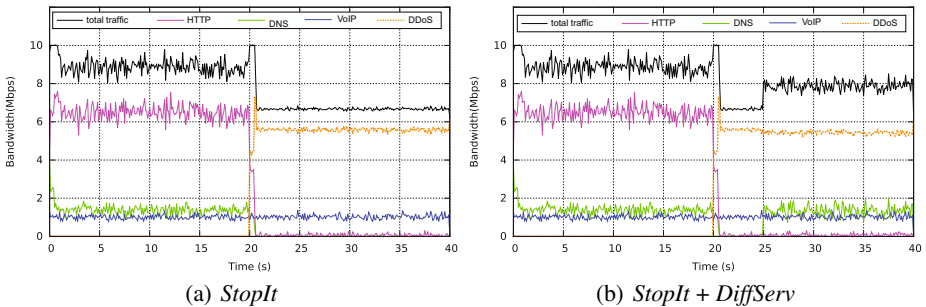 total traffic HTTP DNS VoIP DDoS
Bandwidth(Mbps)
10
8
6
4
2
0
0 5 10 15 20 25 30 35 40
Time (s)
(a) StopIt
total traffic HTTP DNS VoIP DDoS
Bandwidth(Mbps)
10
8
6
4
2
0
0 5 10 15 20 25 30 35 40
Time (s)
(b) StopIt + DiffServ